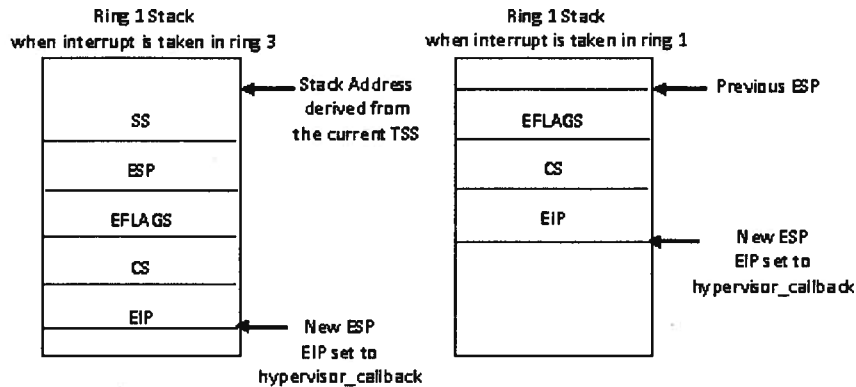 Ring 1 Stack
when interrupt is taken in ring 3
Stack Address
derived from
the current TSS
SS
ESP
EFLAGS
CS
EIP
New ESP
EIP set to
hypervisor_callback
Ring 1 Stack
when interrupt is taken in ring 1
Previous ESP
EFLAGS
CS
EIP
New ESP
EIP set to
hypervisor_callback